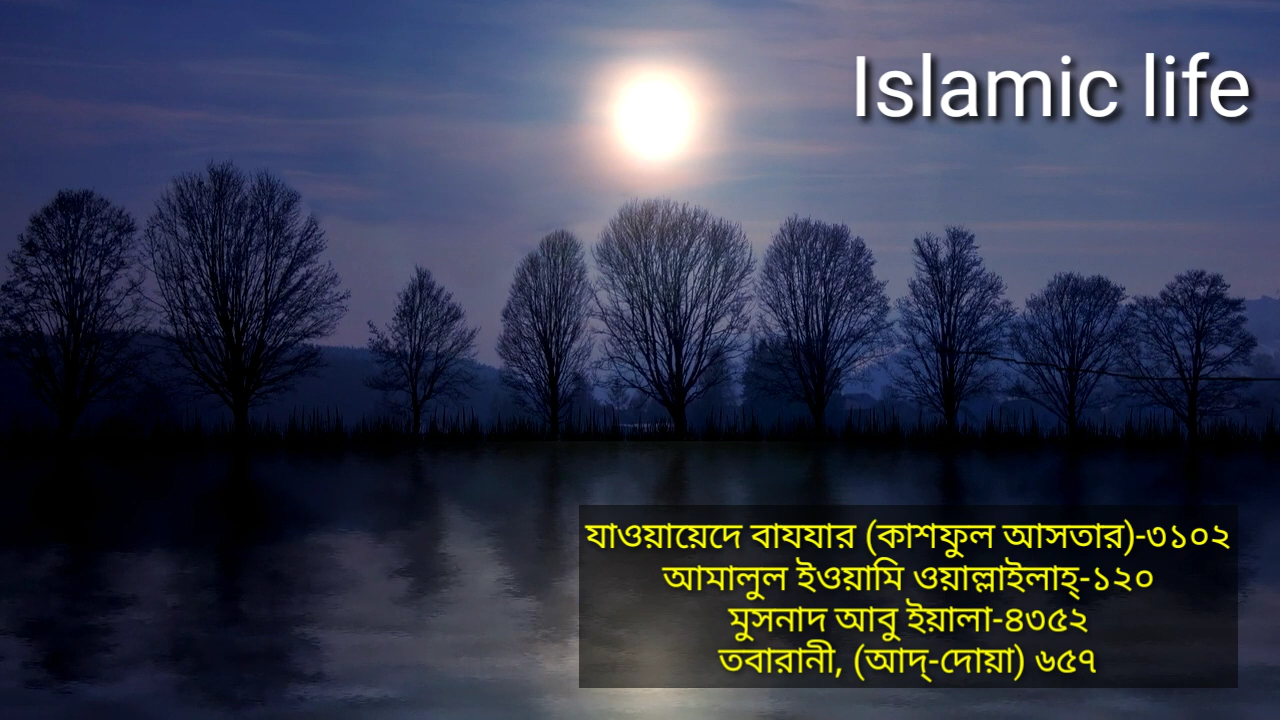 Islamic life
যাওয়ায়েদে বাযযার (কাশফুল আসতার)-৩১০২
আমালুল ইওয়ামি ওয়াল্লাইলাহ্-১২০
মুসনাদ আবু ইয়ালা-৪৩৫২
তবারানী, (আদ্-দোয়া) ৬৫৭